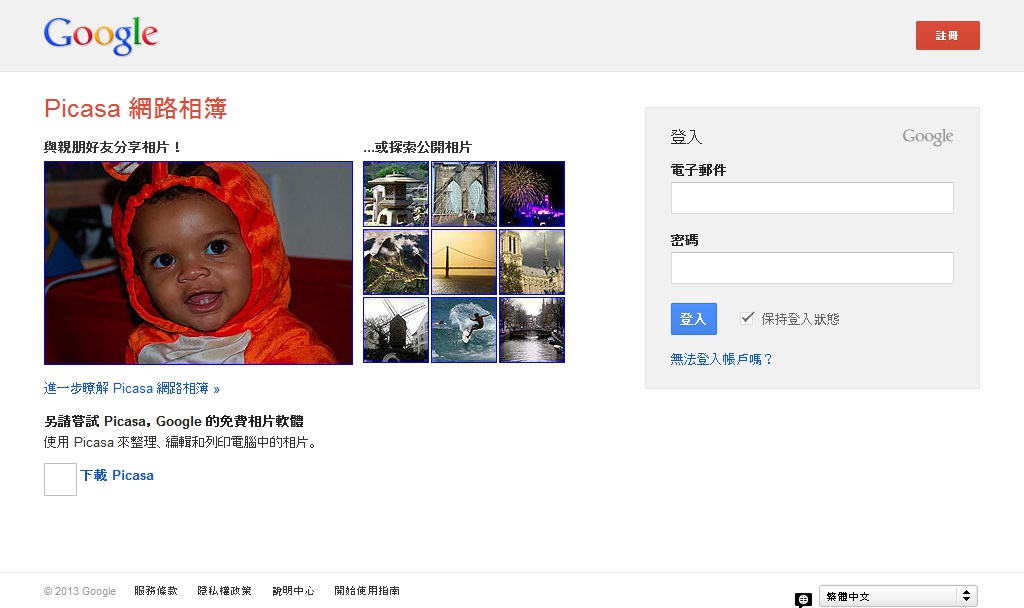 Google
註冊
Picasa 網路相簿
與親朋好友分享相片！
...或探索公開相片
進一步瞭解 Picasa 網路相簿 »
另請嘗試 Picasa，Google 的免費相片軟體
使用 Picasa 來整理、編輯和列印電腦中的相片。
下載 Picasa
登入
Google
電子郵件
密碼
登入
保持登入狀態
無法登入帳戶嗎？
© 2013 Google
服務條款
隱私權政策
說明中心
開始使用指南
繁體中文